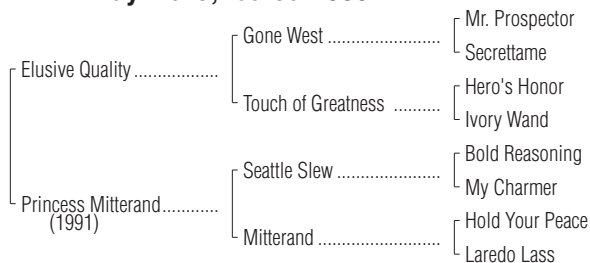 Mr. Prospector
Gone West ........................
Secrettame
Elusive Quality ..................
Hero's Honor
Touch of Greatness ..........
Ivory Wand
Bold Reasoning
Seattle Slew ......................
My Charmer
Princess Mitterand............
(1991)
Hold Your Peace
Mitterand ..........................
Laredo Lass